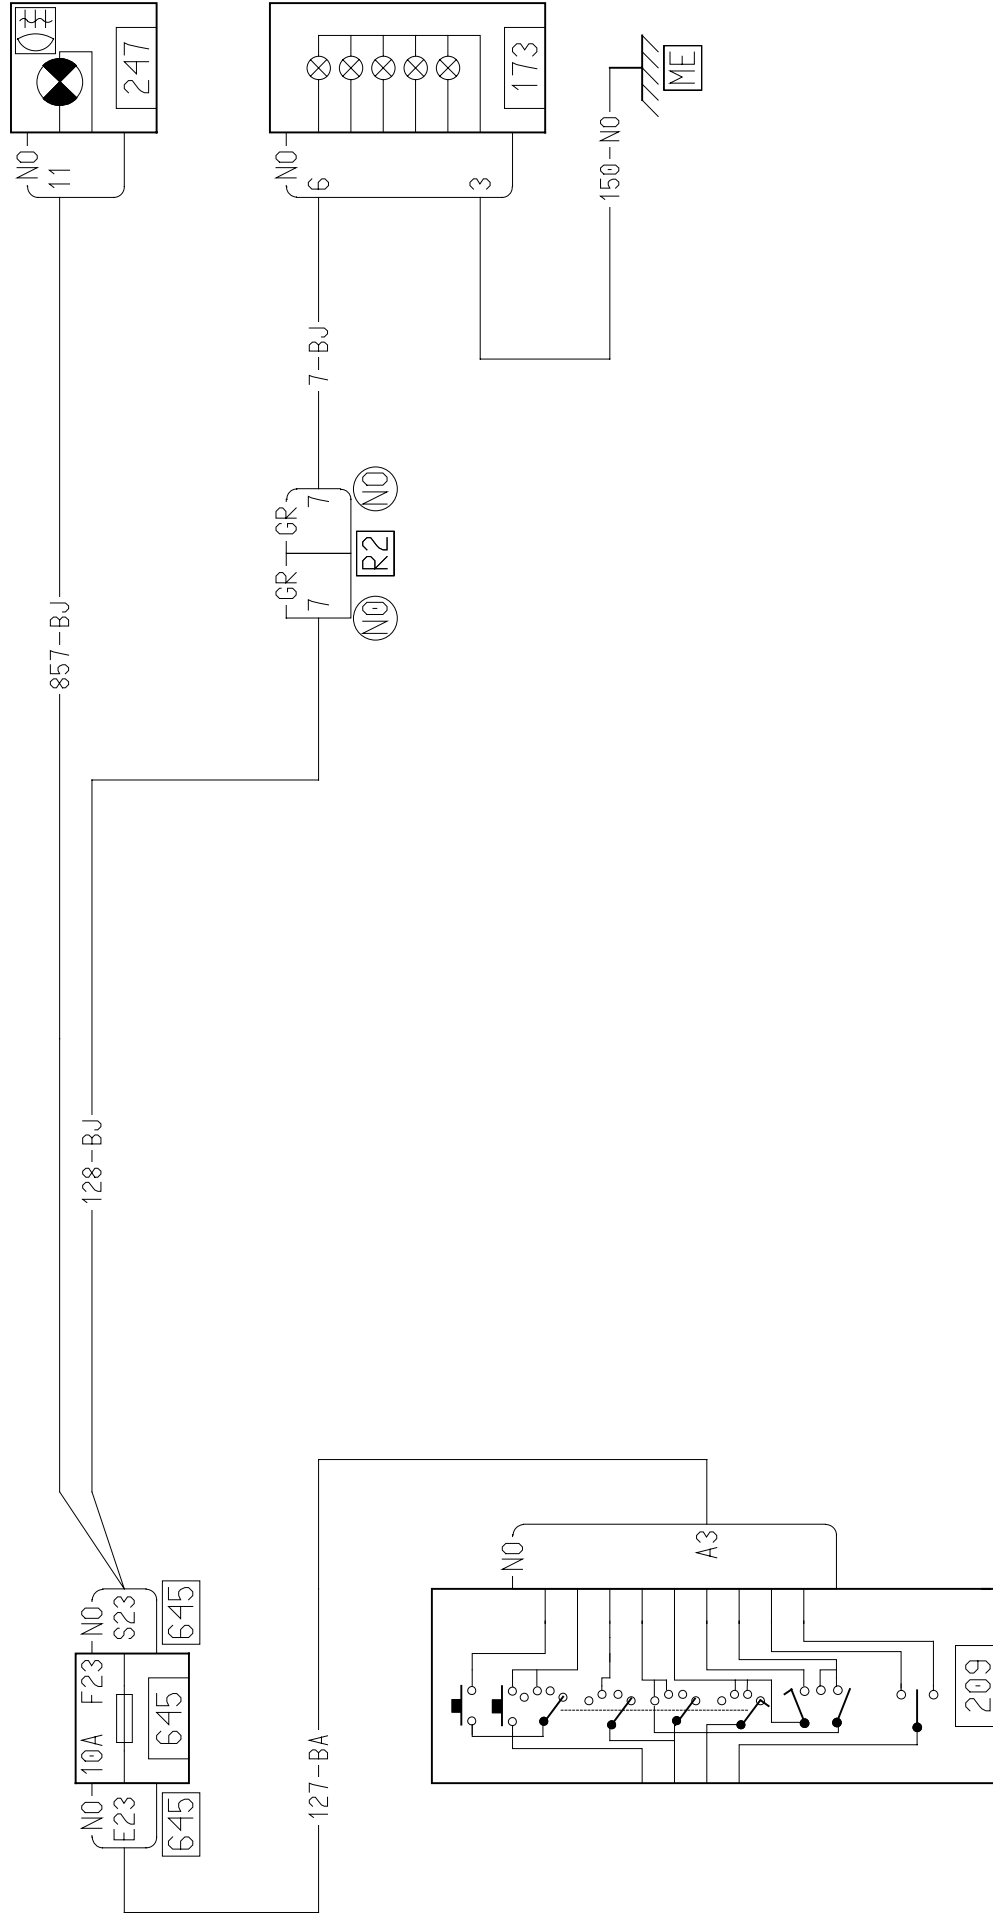 247
NO
11
173
NO
6
3
ME
150-NO
7-BJ
GR
7
NO
R2
GR
7
NO
857-BJ
128-BJ
NO
A3
209
NO
S23
645
10A F23
645
NO
E23
645
127-BA